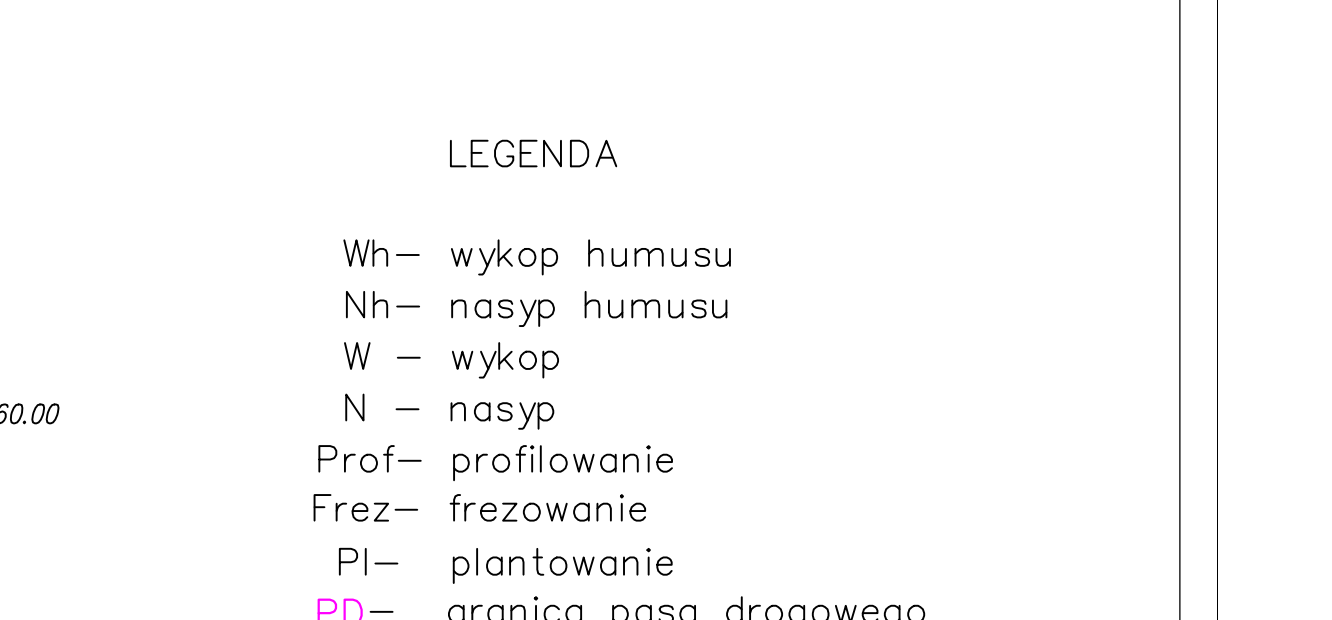 LEGENDA
Wh– wykop humusu
Nh– nasyp humusu
W – wykop
N – nasyp
60.00
Prof– profilowanie
Frez– frezowanie
Pl– plantowanie
PD– granica pasa drogowego